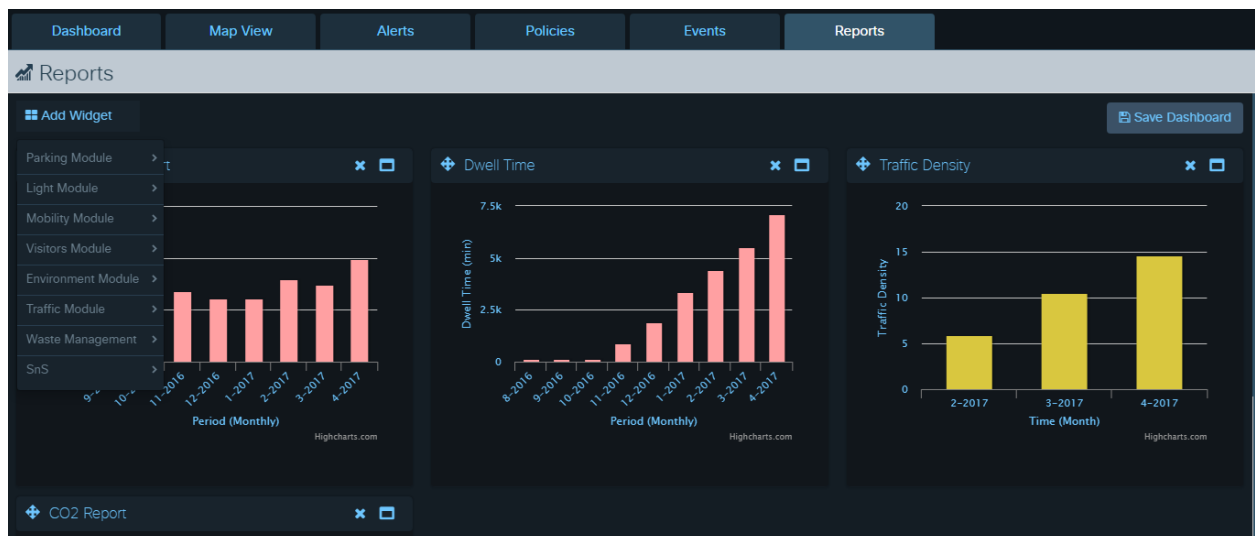 Dashboard
Map View
Alerts
Policies
Events
Reports
Reports
Add Widget
Save Dashboard
Parking Module
Light Module
Mobility Module
Visitors Module
Environment Module
Traffic Module
Waste Management
SnS
9-2016
10-2016
11-2016
12-2016
1-2017
2-2017
3-2017
4-2017
Period (Monthly)
Highcharts.com
Dwell Time
7.5k
5k
2.5k
0
Dwell Time (min)
8-2016
9-2016
10-2016
11-2016
12-2016
1-2017
2-2017
3-2017
4-2017
Period (Monthly)
Highcharts.com
Traffic Density
20
15
10
5
0
Traffic Density
2-2017
3-2017
4-2017
Time (Month)
Highcharts.com
CO2 Report